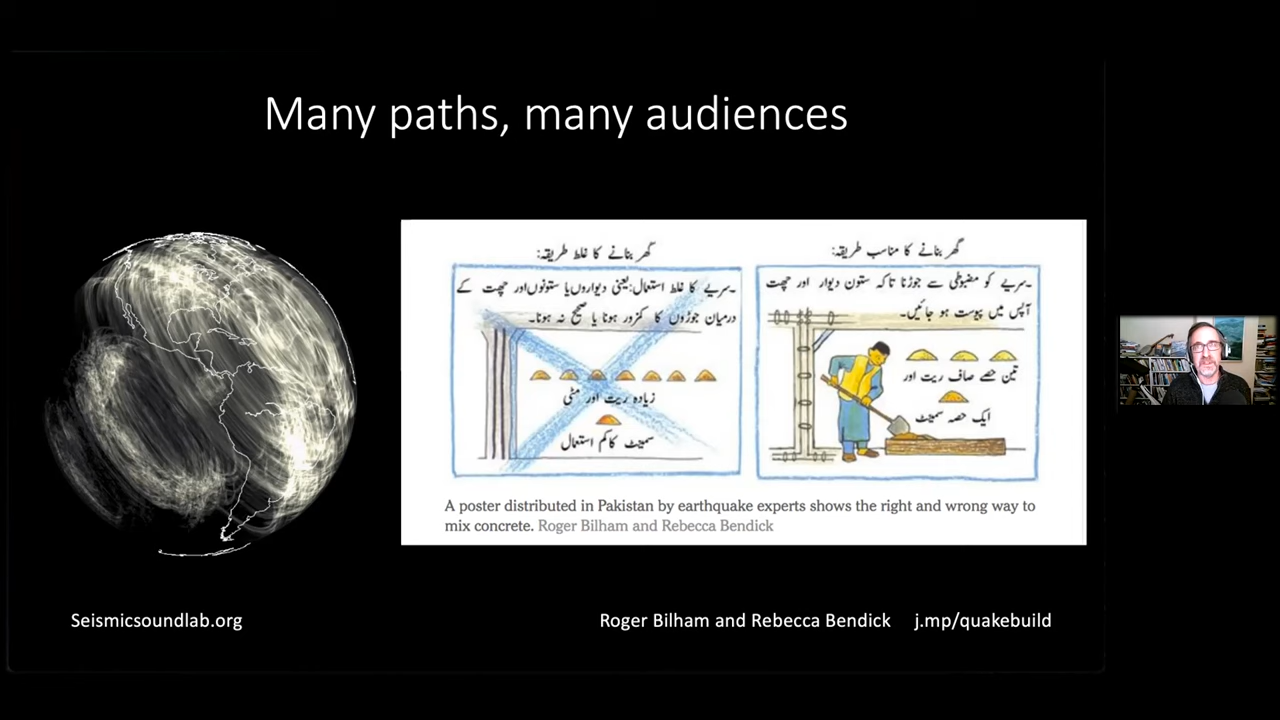 Many paths, many audiences
گھر بنانے کا مناسب طریقہ:
۔سریے کو مضبوطی سے جوڑنا تاکہ ستون دیوار اور چھت
آپس میں پیوست ہو جائیں۔
تین حصے صاف ریت اور
ایک حصہ سمینٹ
گھر بنانے کا غلط طریقہ:
۔سریے کا غلط استعمال:یعنی دیواروں یا ستونوں اور چھت کے
درمیان جوڑوں کا کمزور ہونا یا صحیح نہ ہونا۔
زیادہ ریت اور مٹی
سمینٹ کا کم استعمال
A poster distributed in Pakistan by earthquake experts shows the right and wrong way to
mix concrete. Roger Bilham and Rebecca Bendick
Seismicsoundlab.org
Roger Bilham and Rebecca Bendick j.mp/quakebuild